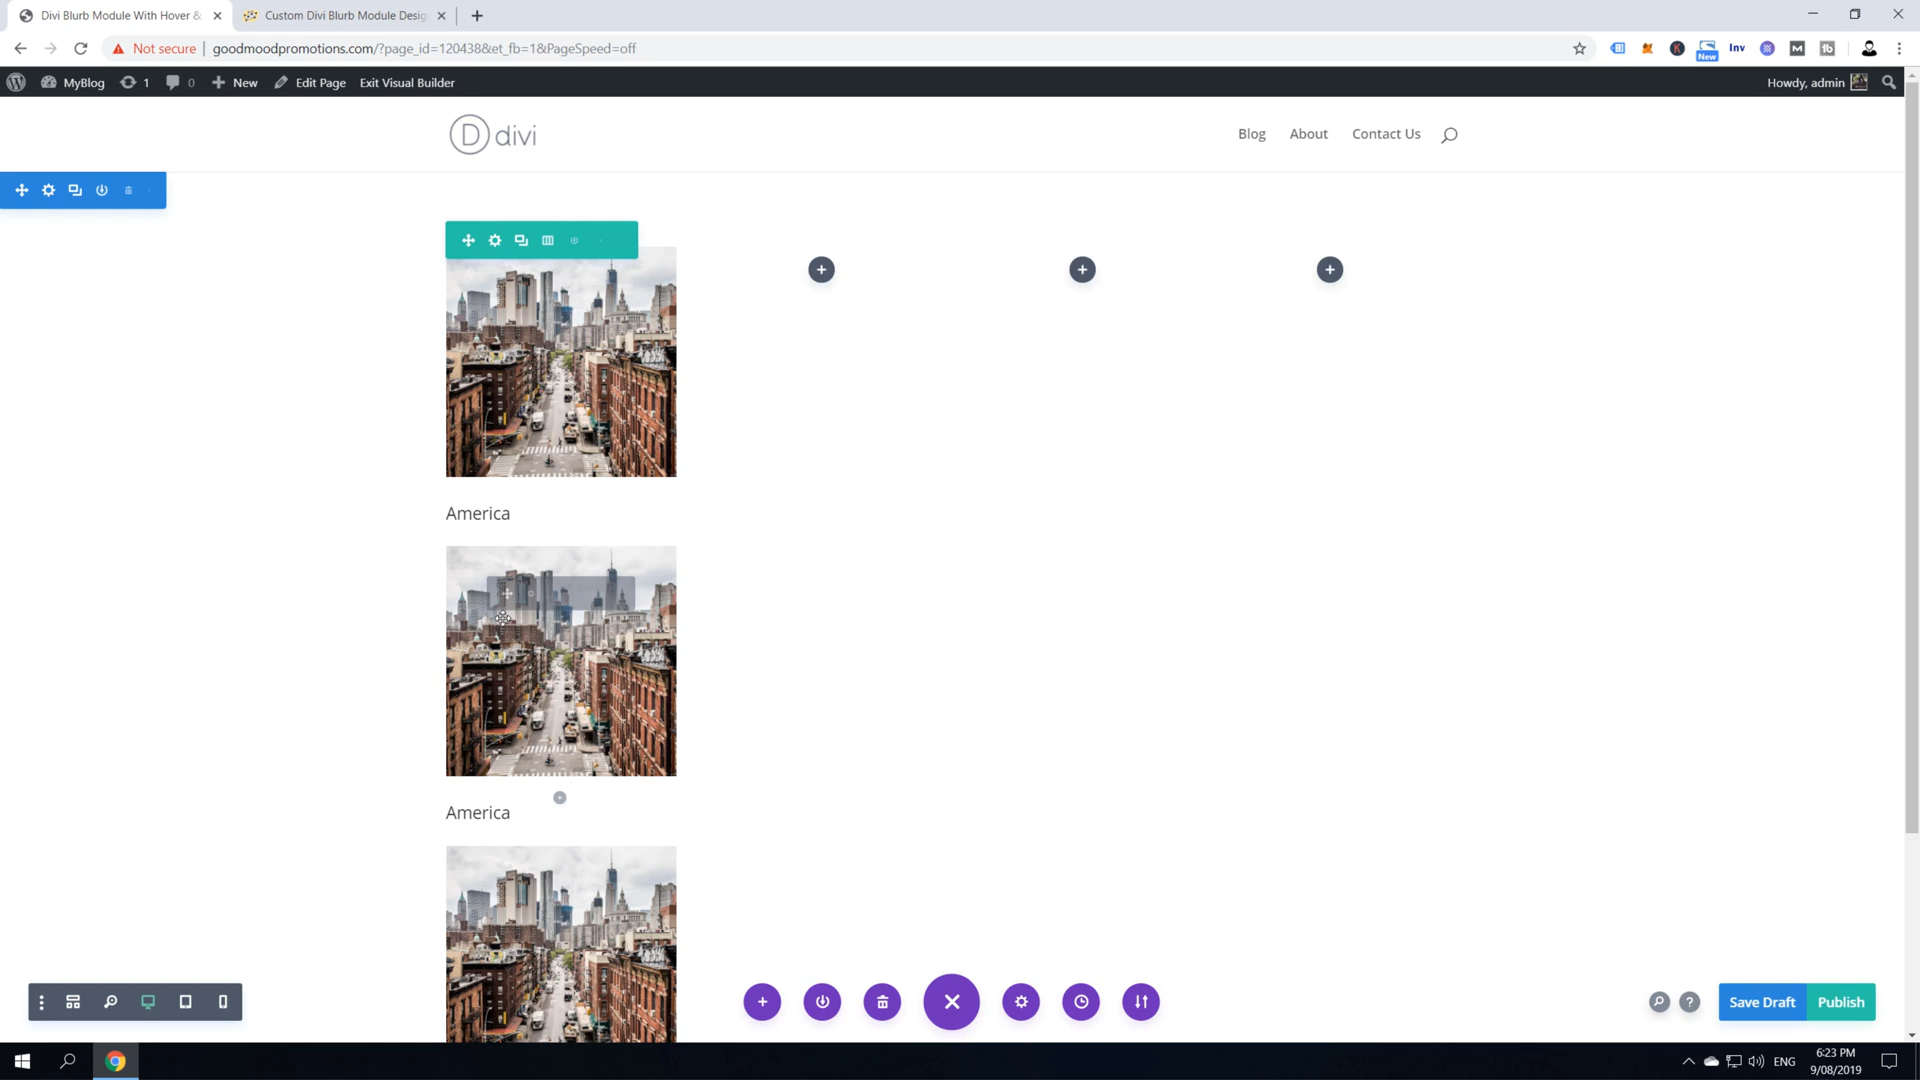 Divi Blurb Module With Hover &
Custom Divi Blurb Module Desig
Not secure
goodmoodpromotions.com/?page_id=120438&et_fb=1&PageSpeed=off
Inv
New
MyBlog
1
0
New
Edit Page
Exit Visual Builder
Howdy, admin
D divi
Blog
About
Contact Us
America
America
Save Draft
Publish
ENG
6:23 PM
9/08/2019